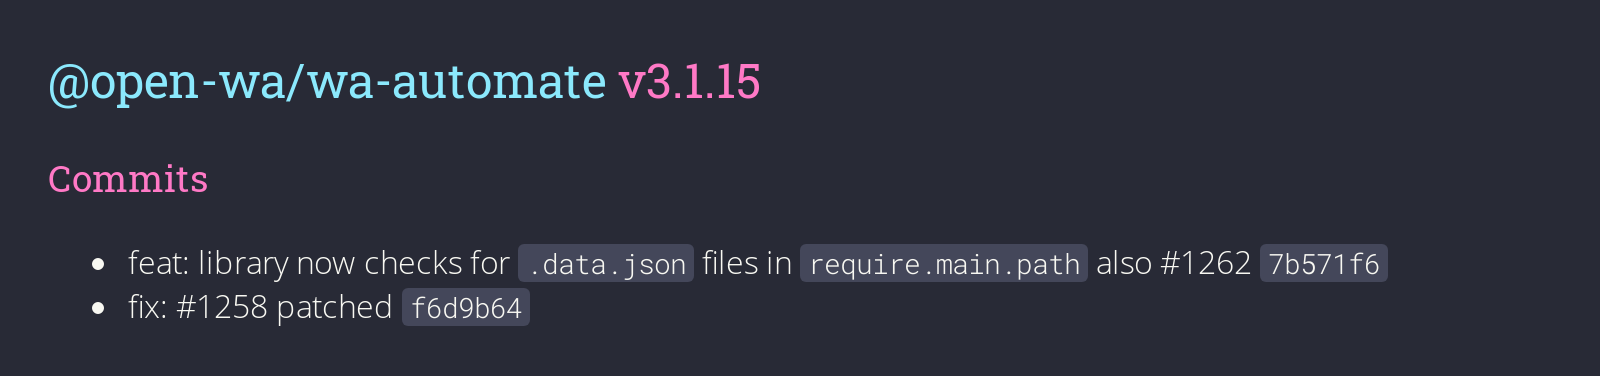 @open-wa/wa-automate v3.1.15
Commits
feat: library now checks for .data.json files in require.main.path also #1262 7b571f6
fix: #1258 patched f6d9b64